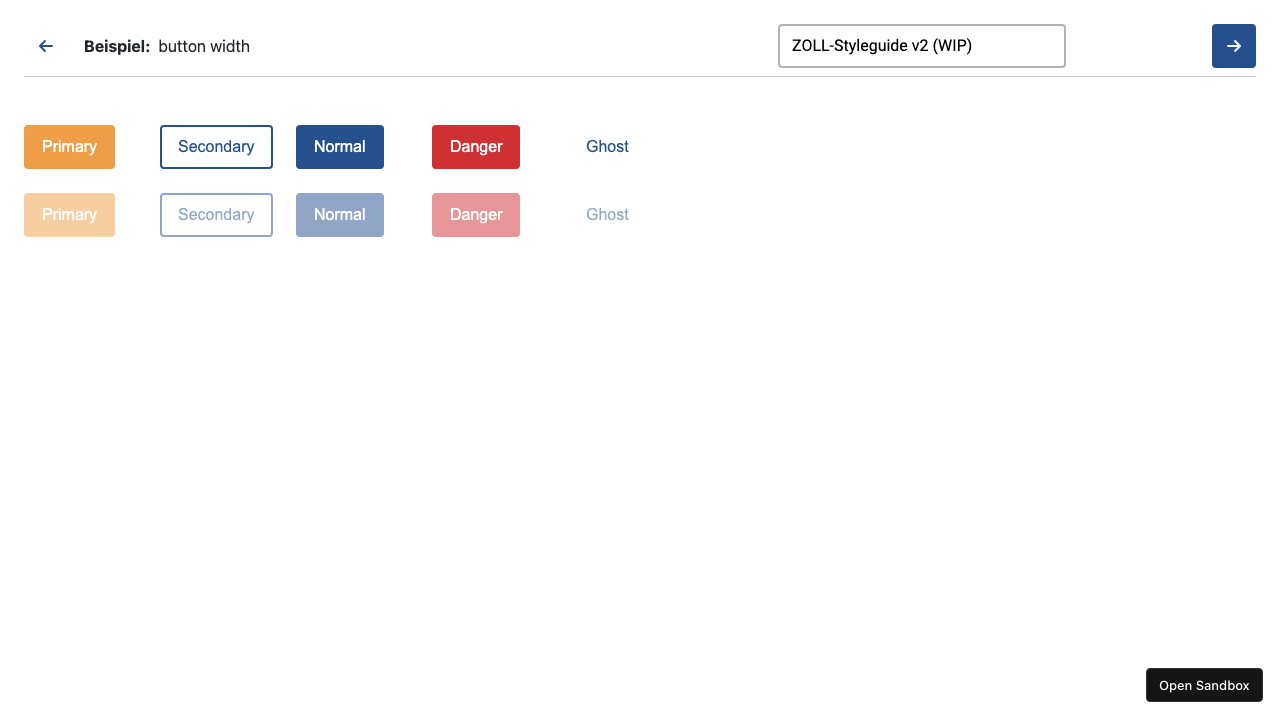 Beispiel: button width
ZOLL-Styleguide v2 (WIP)
Primary Secondary Normal Danger Ghost
Primary Secondary Normal Danger Ghost
Open Sandbox